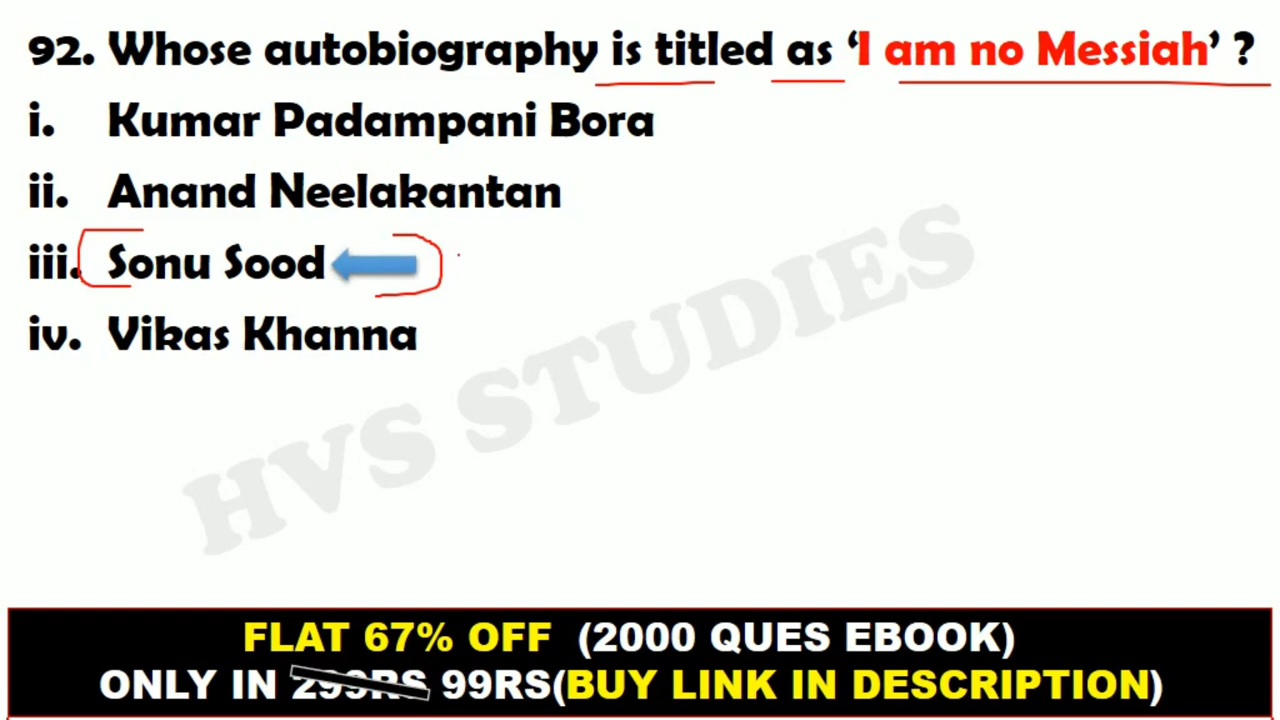 92. Whose autobiography is titled as ‘I am no Messiah’ ?
i. Kumar Padampani Bora
ii. Anand Neelakantan
iii. Sonu Sood
iv. Vikas Khanna
HVS STUDIES
FLAT 67% OFF (2000 QUES EBOOK)
ONLY IN 299RS 99RS(BUY LINK IN DESCRIPTION)